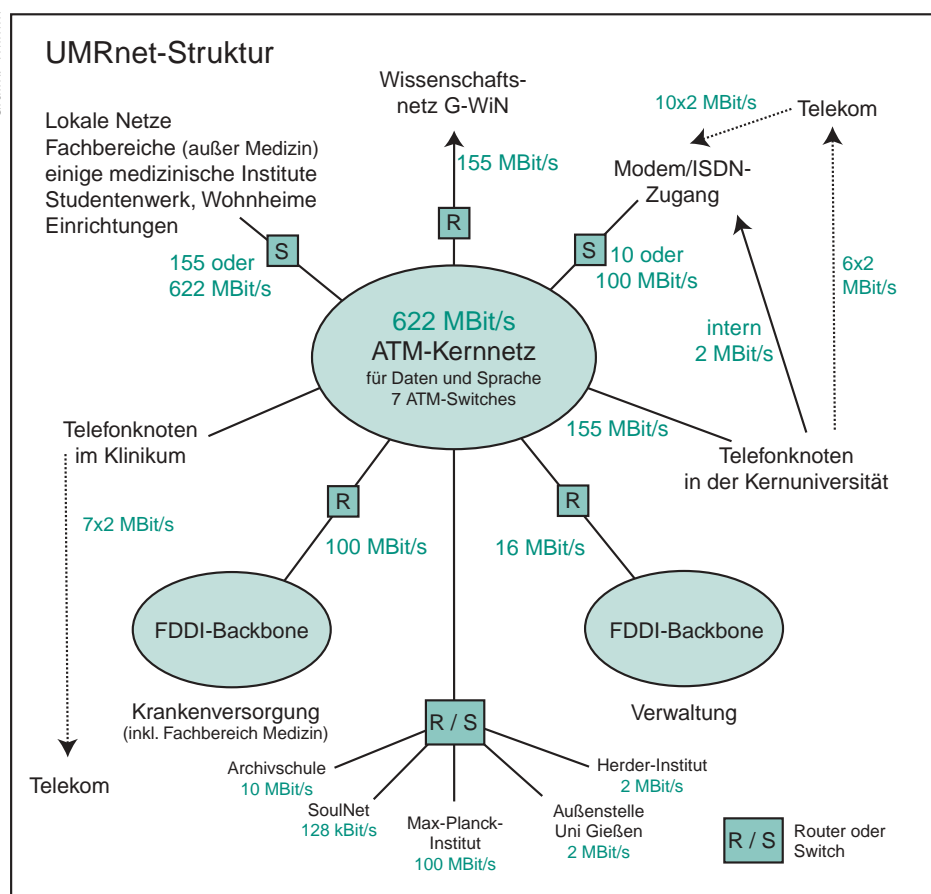 UMRnet-Struktur
Wissenschafts-
netz G-WiN
155 MBit/s
R
Lokale Netze
Fachbereiche (außer Medizin)
einige medizinische Institute
Studentenwerk, Wohnheime
Einrichtungen
S
155 oder
622 MBit/s
10x2 MBit/s
Telekom
Modem/ISDN-
Zugang
S
10 oder
100 MBit/s
6x2
MBit/s
intern
2 MBit/s
622 MBit/s
ATM-Kernnetz
für Daten und Sprache
7 ATM-Switches
Telefonknoten
im Klinikum
155 MBit/s
Telefonknoten
in der Kernuniversität
7x2 MBit/s
R
100 MBit/s
R
16 MBit/s
FDDI-Backbone
FDDI-Backbone
Krankenversorgung
(inkl. Fachbereich Medizin)
Verwaltung
R / S
Telekom
Archivschule
10 MBit/s
SoulNet
128 kBit/s
Max-Planck-
Institut
100 MBit/s
Außenstelle
Uni Gießen
2 MBit/s
Herder-Institut
2 MBit/s
R / S
Router oder
Switch